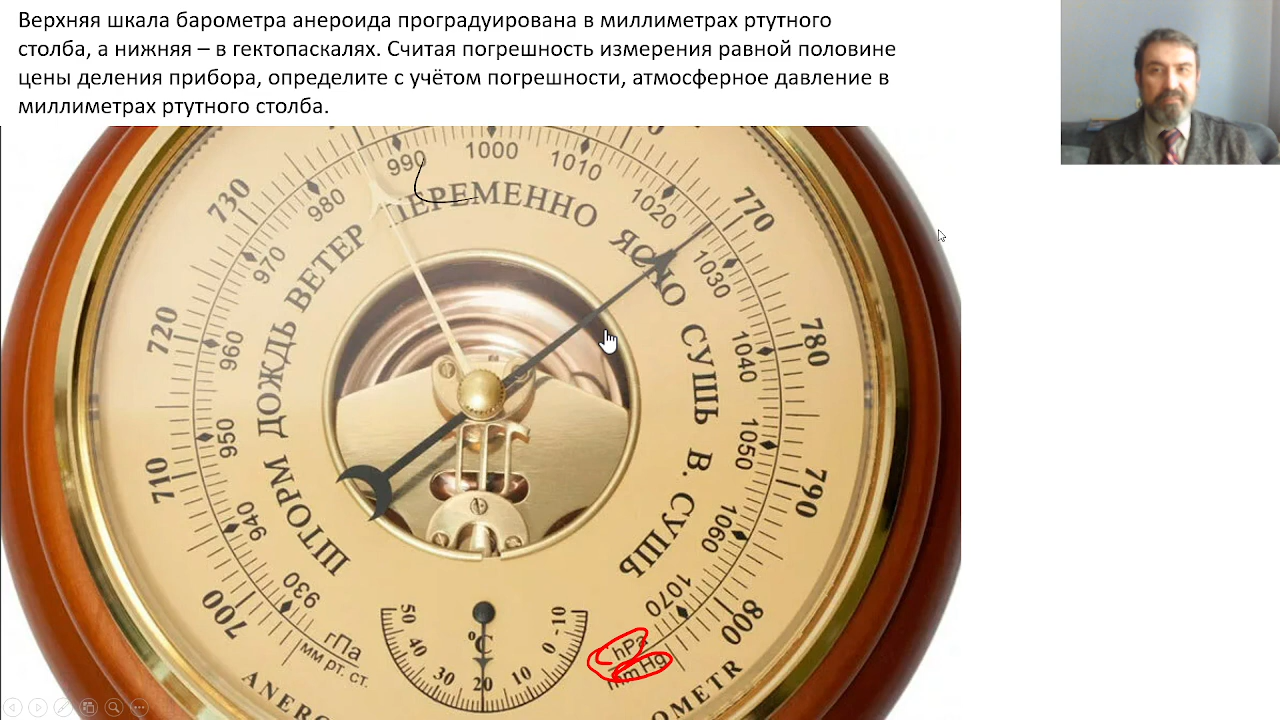 Верхняя шкала барометра анероида проградуирована в миллиметрах ртутного
столба, а нижняя – в гектопаскалях. Считая погрешность измерения равной половине
цены деления прибора, определите с учётом погрешности, атмосферное давление в
миллиметрах ртутного столба.
700
710
720
730
770
780
790
800
930
940
950
960
970
980
990
1000
1010
1020
1030
1040
1050
1060
1070
ШТОРМ ДОЖДЬ ВЕТЕР ПЕРЕМЕННО ЯСНО СУШЬ В. СУШЬ
гПа
мм рт. ст.
hPa
mm Hg
°C
50 40 30 20 10 0 -10